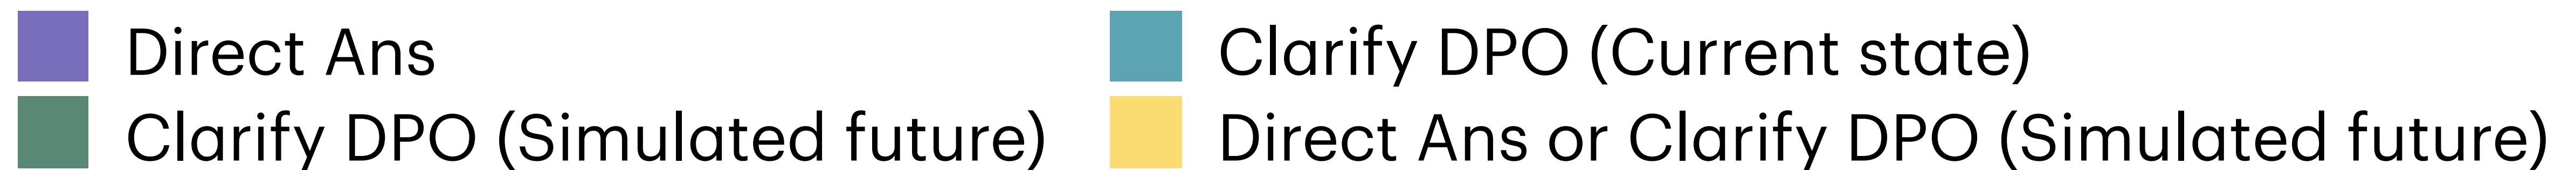 Direct Ans
Clarify DPO (Current state)
Clarify DPO (Simulated future)
Direct Ans or Clarify DPO (Simulated future)